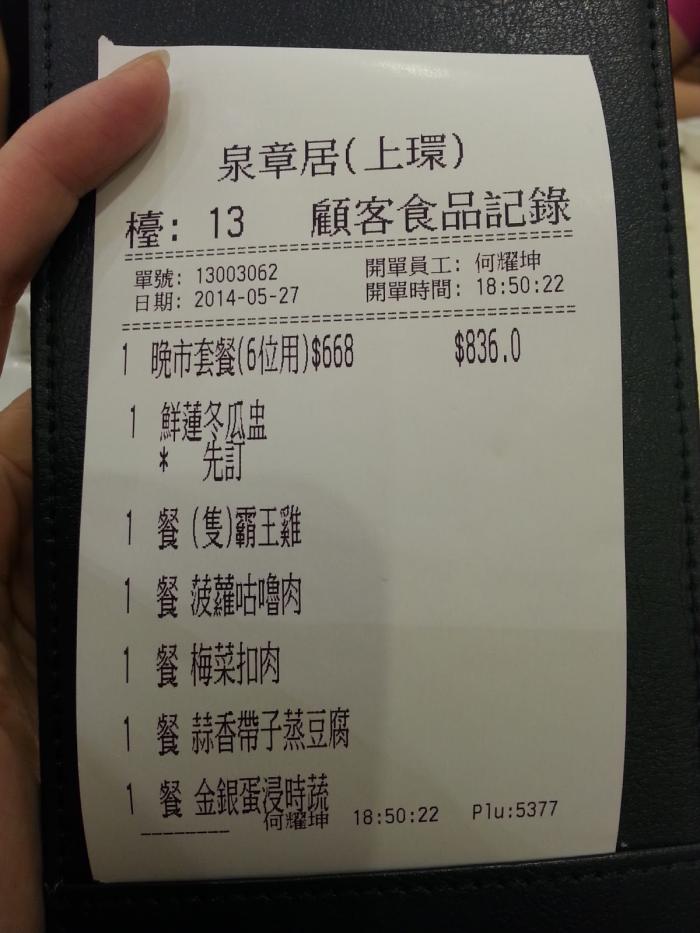 泉章居(上環)
檯: 13 顧客食品記錄
單號: 13003062 開單員工: 何耀坤
日期: 2014-05-27 開單時間: 18:50:22
1 晚市套餐(6位用)$668 $836.0
1 鮮蓮冬瓜盅
* 先訂
1 餐 (隻)霸王雞
1 餐 菠蘿咕嚕肉
1 餐 梅菜扣肉
1 餐 蒜香帶子蒸豆腐
1 餐 金銀蛋浸時蔬
何耀坤 18:50:22 Plu:5377